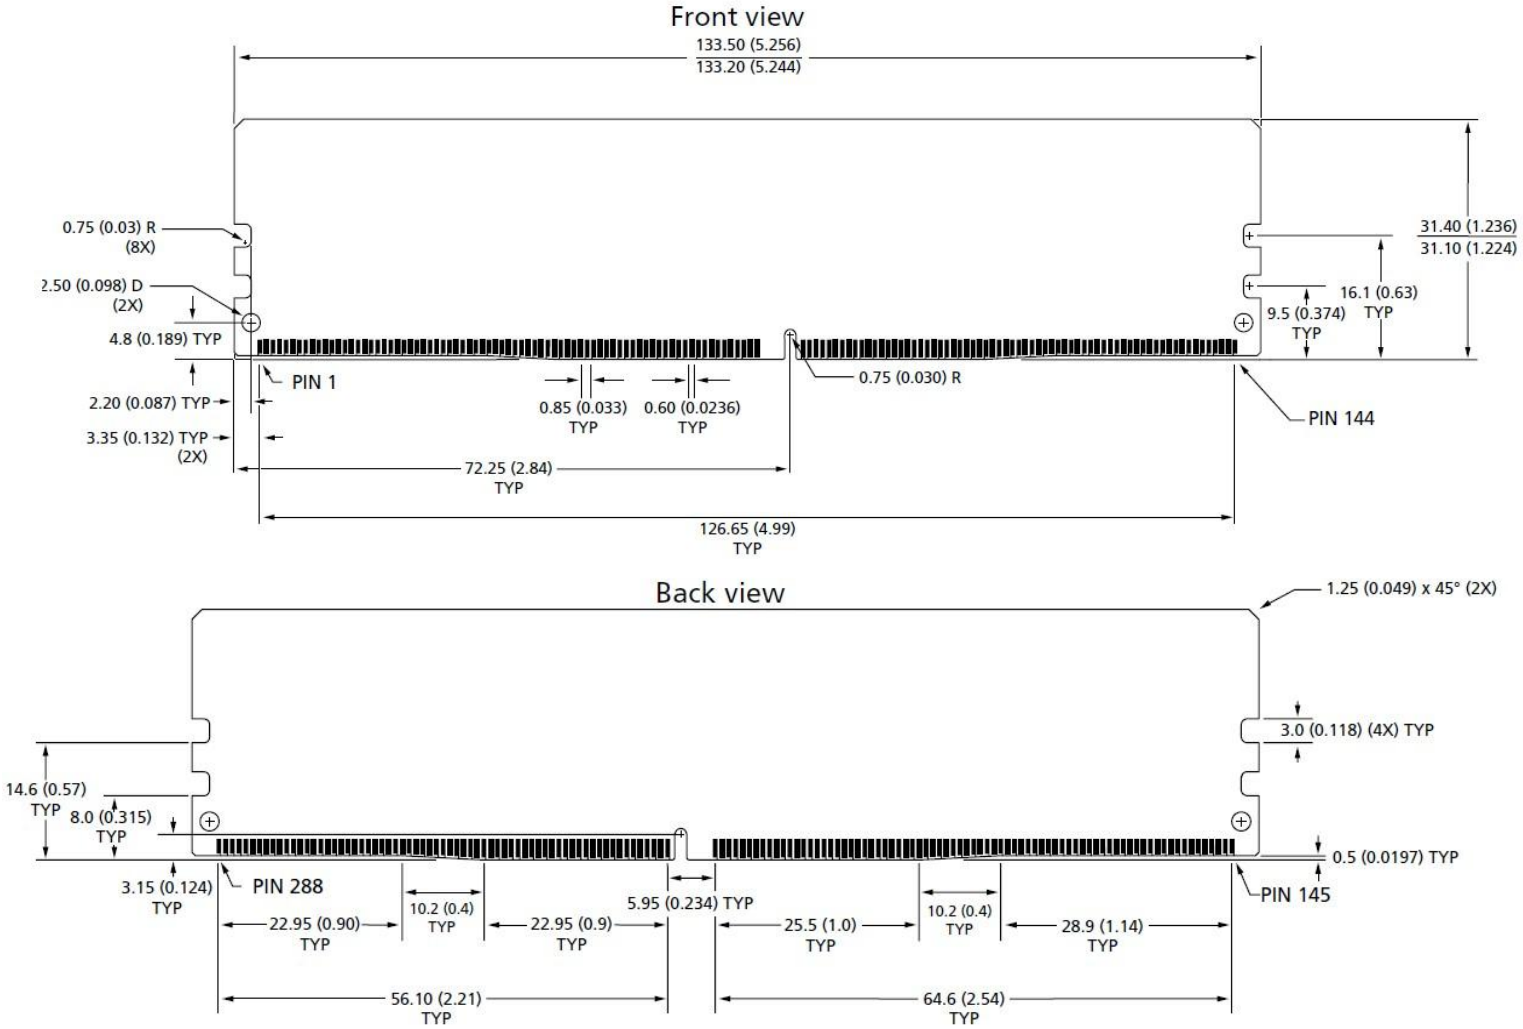 Front view
133.50 (5.256)
133.20 (5.244)
0.75 (0.03) R
(8X)
2.50 (0.098) D
(2X)
4.8 (0.189) TYP
31.40 (1.236)
31.10 (1.224)
16.1 (0.63)
TYP
9.5 (0.374)
TYP
PIN 1
0.75 (0.030) R
2.20 (0.087) TYP
0.85 (0.033)
TYP
0.60 (0.0236)
TYP
PIN 144
3.35 (0.132) TYP
(2X)
72.25 (2.84)
TYP
126.65 (4.99)
TYP
Back view
1.25 (0.049) x 45° (2X)
3.0 (0.118) (4X) TYP
14.6 (0.57)
TYP
8.0 (0.315)
TYP
0.5 (0.0197) TYP
3.15 (0.124)
TYP
PIN 288
PIN 145
5.95 (0.234) TYP
22.95 (0.90)
TYP
10.2 (0.4)
TYP
22.95 (0.9)
TYP
25.5 (1.0)
TYP
10.2 (0.4)
TYP
28.9 (1.14)
TYP
56.10 (2.21)
TYP
64.6 (2.54)
TYP